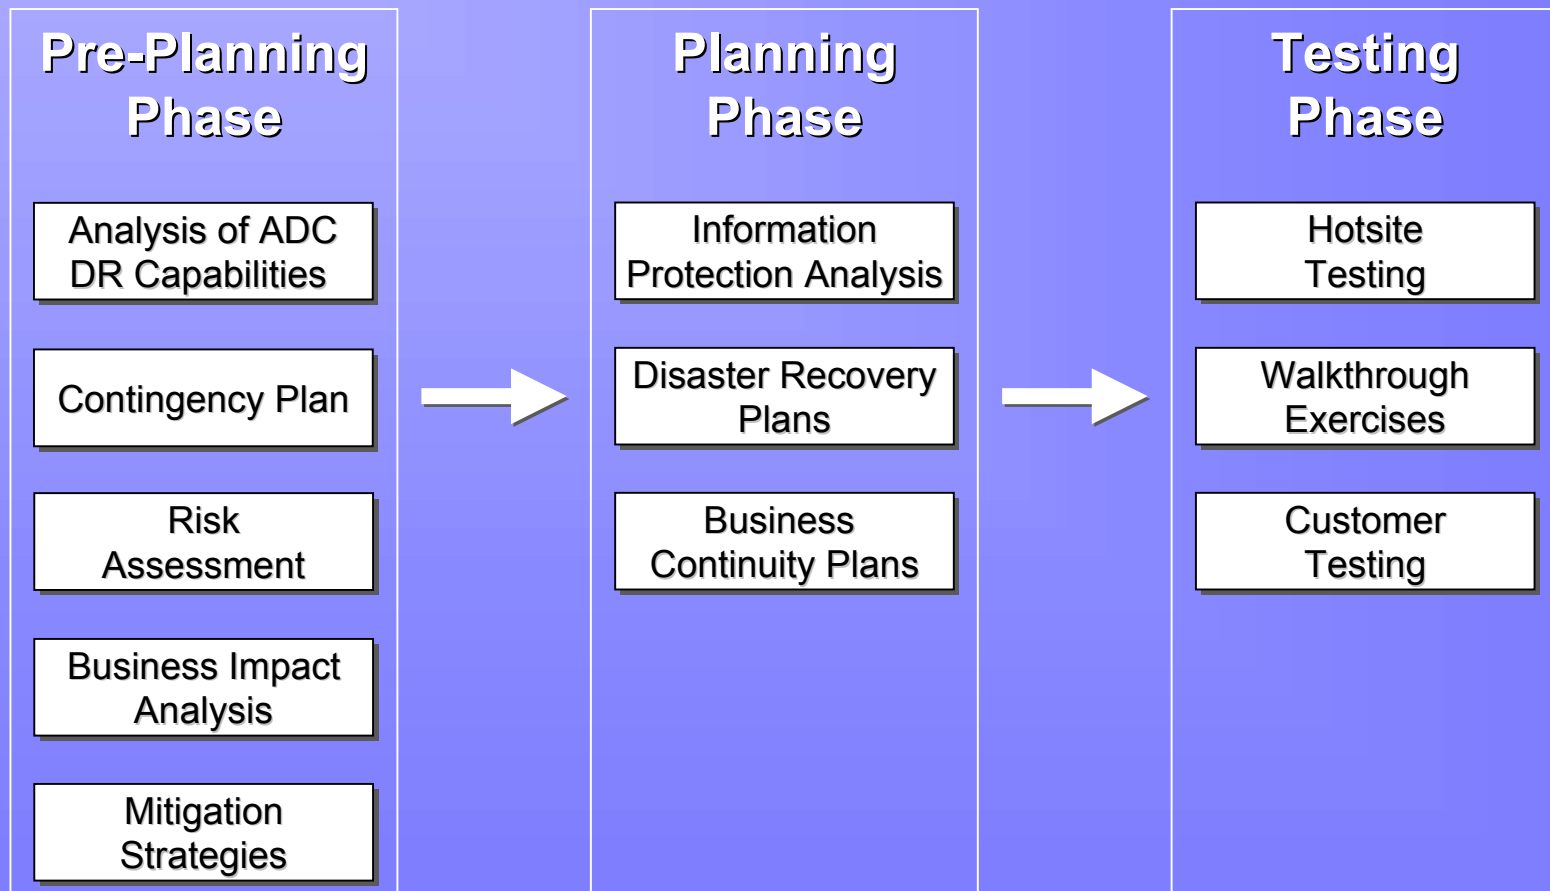 Pre-Planning
Phase
Analysis of ADC
DR Capabilities
Contingency Plan
Risk
Assessment
Business Impact
Analysis
Mitigation
Strategies
Planning
Phase
Information
Protection Analysis
Disaster Recovery
Plans
Business
Continuity Plans
Testing
Phase
Hotsite
Testing
Walkthrough
Exercises
Customer
Testing